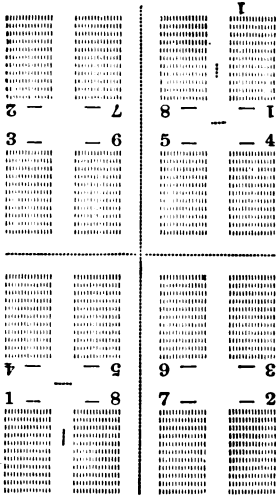 1
2 — — 7 8 — — 1
3 — — 6 5 — — 4
4 — — 5 6 — — 3
1 — — 8 7 — — 2